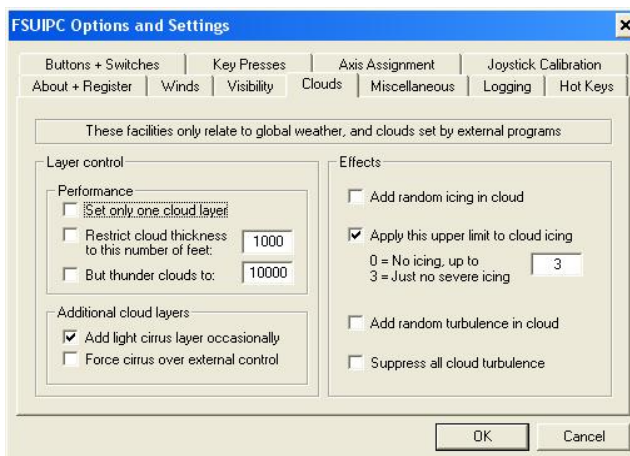 FSUIPC Options and Settings
Buttons + Switches Key Presses Axis Assignment Joystick Calibration
About + Register Winds Visibility Clouds Miscellaneous Logging Hot Keys
These facilities only relate to global weather, and clouds set by external programs
Layer control
Performance
Set only one cloud layer
Restrict cloud thickness
to this number of feet: 1000
But thunder clouds to: 10000
Additional cloud layers
Add light cirrus layer occasionally
Force cirrus over external control
Effects
Add random icing in cloud
Apply this upper limit to cloud icing
0 = No icing, up to
3 = Just no severe icing 3
Add random turbulence in cloud
Suppress all cloud turbulence
OK Cancel